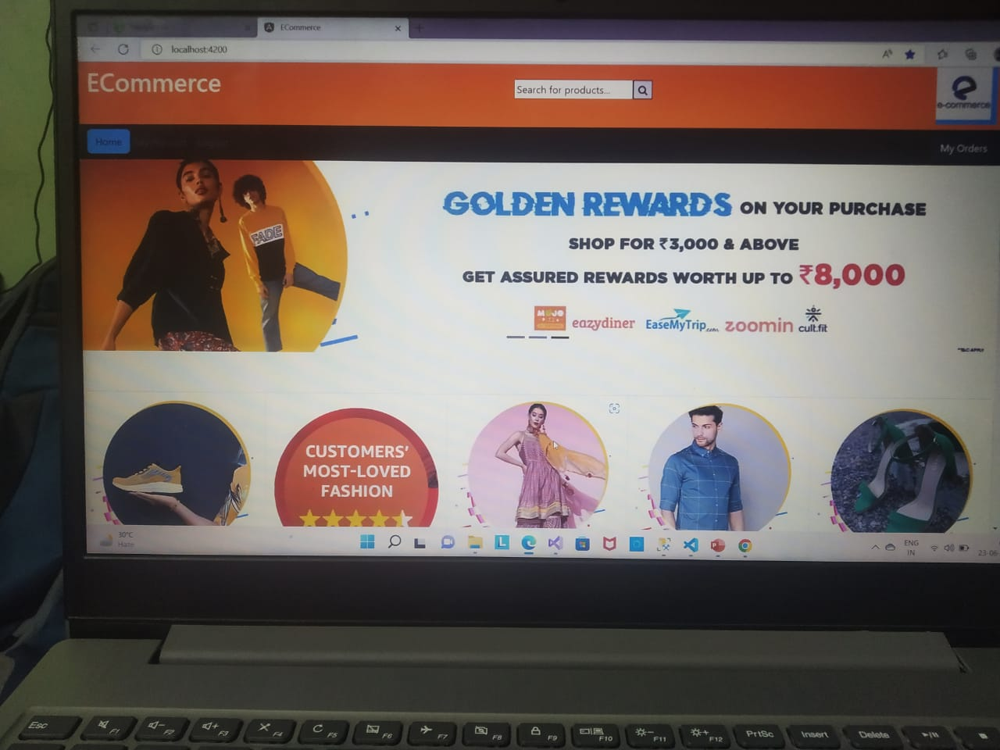 ECommerce
localhost:4200
ECommerce
Search for products...
e-commerce
Home
My Orders
FADE
GOLDEN REWARDS ON YOUR PURCHASE
SHOP FOR ₹3,000 & ABOVE
GET ASSURED REWARDS WORTH UP TO ₹8,000
MOJO
eazydiner
EaseMyTrip.com
zoomin
cult.fit
*T&C APPLY
CUSTOMERS’
MOST-LOVED
FASHION
30°C
Haze
ENG
IN
23-06
Esc
F1
F2
F3
F4
F5
F6
F7
F8
F9
F10
F11
F12
PrtSc
Insert
Delete